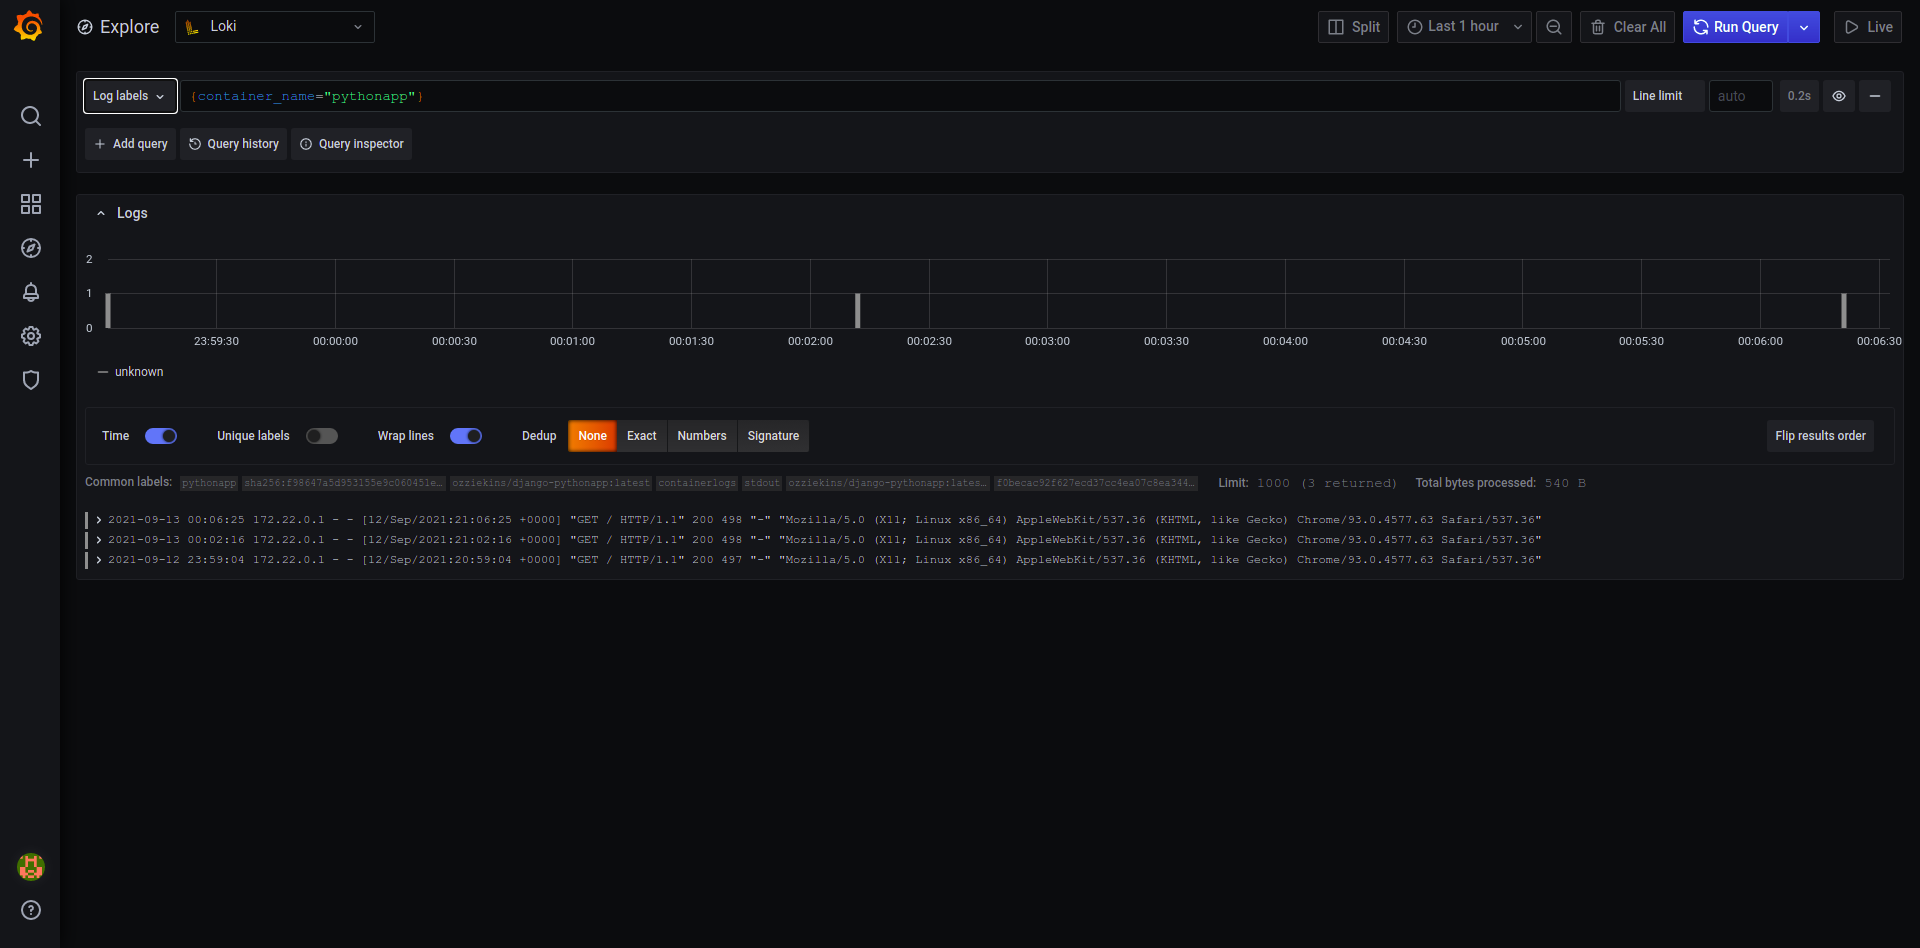 Explore Loki Split Last 1 hour Clear All Run Query Live
Log labels {container_name="pythonapp"} Line limit auto 0.2s
Add query Query history Query inspector
Logs
2
1
0
23:59:30 00:00:00 00:00:30 00:01:00 00:01:30 00:02:00 00:02:30 00:03:00 00:03:30 00:04:00 00:04:30 00:05:00 00:05:30 00:06:00 00:06:30
unknown
Time Unique labels Wrap lines Dedup None Exact Numbers Signature Flip results order
Common labels: pythonapp sha256:f98647a5d953155e9c060451e… ozziekins/django-pythonapp:latest containerlogs stdout ozziekins/django-pythonapp:lates… f0becac92f627ecd37cc4ea07c8ea344… Limit: 1000 (3 returned) Total bytes processed: 540 B
2021-09-13 00:06:25 172.22.0.1 - - [12/Sep/2021:21:06:25 +0000] "GET / HTTP/1.1" 200 498 "-" "Mozilla/5.0 (X11; Linux x86_64) AppleWebKit/537.36 (KHTML, like Gecko) Chrome/93.0.4577.63 Safari/537.36"
2021-09-13 00:02:16 172.22.0.1 - - [12/Sep/2021:21:02:16 +0000] "GET / HTTP/1.1" 200 498 "-" "Mozilla/5.0 (X11; Linux x86_64) AppleWebKit/537.36 (KHTML, like Gecko) Chrome/93.0.4577.63 Safari/537.36"
2021-09-12 23:59:04 172.22.0.1 - - [12/Sep/2021:20:59:04 +0000] "GET / HTTP/1.1" 200 497 "-" "Mozilla/5.0 (X11; Linux x86_64) AppleWebKit/537.36 (KHTML, like Gecko) Chrome/93.0.4577.63 Safari/537.36"